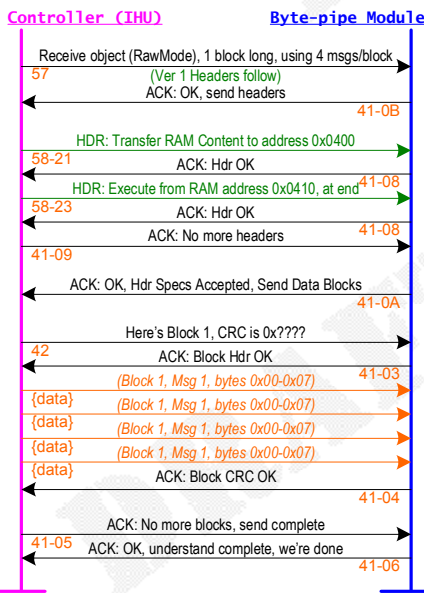 Controller (IHU) Byte-pipe Module
Receive object (RawMode), 1 block long, using 4 msgs/block
57
(Ver 1 Headers follow)
ACK: OK, send headers
41-0B
HDR: Transfer RAM Content to address 0x0400
58-21
ACK: Hdr OK
41-08
HDR: Execute from RAM address 0x0410, at end
58-23
ACK: Hdr OK
41-08
ACK: No more headers
41-09
ACK: OK, Hdr Specs Accepted, Send Data Blocks
41-0A
Here's Block 1, CRC is 0x????
42
ACK: Block Hdr OK
41-03
(Block 1, Msg 1, bytes 0x00-0x07)
{data}
(Block 1, Msg 1, bytes 0x00-0x07)
{data}
(Block 1, Msg 1, bytes 0x00-0x07)
{data}
(Block 1, Msg 1, bytes 0x00-0x07)
{data}
ACK: Block CRC OK
41-04
ACK: No more blocks, send complete
41-05
ACK: OK, understand complete, we're done
41-06